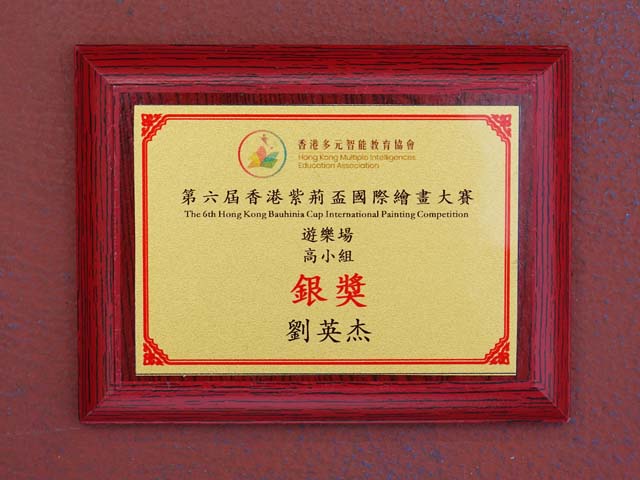 香港多元智能教育協會
Hong Kong Multiple Intelligences
Education Association
第六屆香港紫荊盃國際繪畫大賽
The 6th Hong Kong Bauhinia Cup International Painting Competition
遊樂場
高小組
銀獎
劉英杰